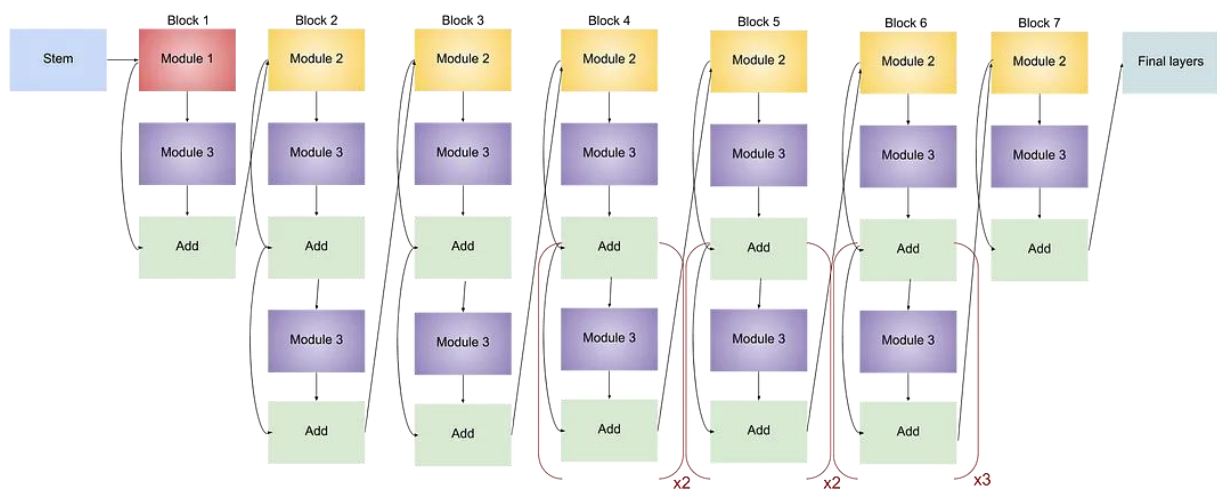 Block 1
Block 2
Block 3
Block 4
Block 5
Block 6
Block 7
Stem
Module 1
Module 2
Module 2
Module 2
Module 2
Module 2
Module 2
Final layers
Module 3
Module 3
Module 3
Module 3
Module 3
Module 3
Module 3
Add
Add
Add
Add
Add
Add
Add
Module 3
Module 3
Module 3
Module 3
Module 3
Add
Add
Add
Add
Add
x2
x2
x3